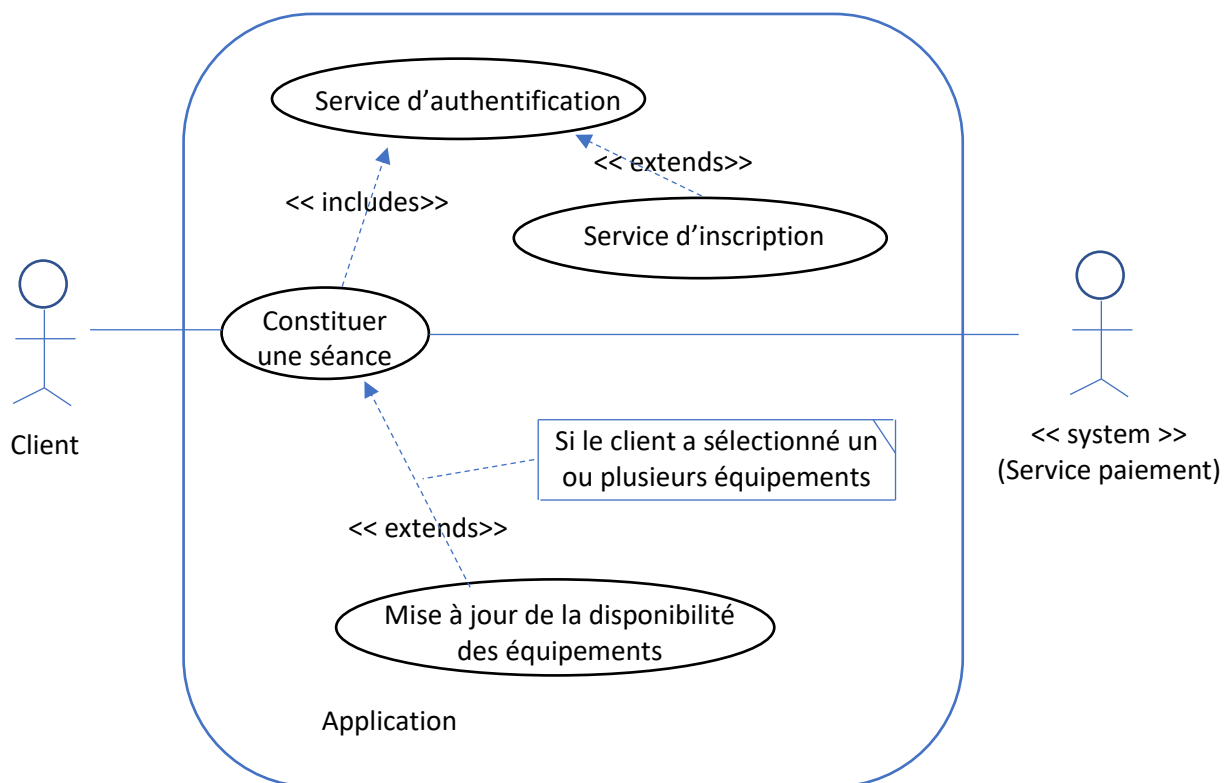 Service d’authentification
<< extends>>
<< includes>>
Service d’inscription
Constituer
une séance
Client
Si le client a sélectionné un
ou plusieurs équipements
<< system >>
(Service paiement)
<< extends>>
Mise à jour de la disponibilité
des équipements
Application